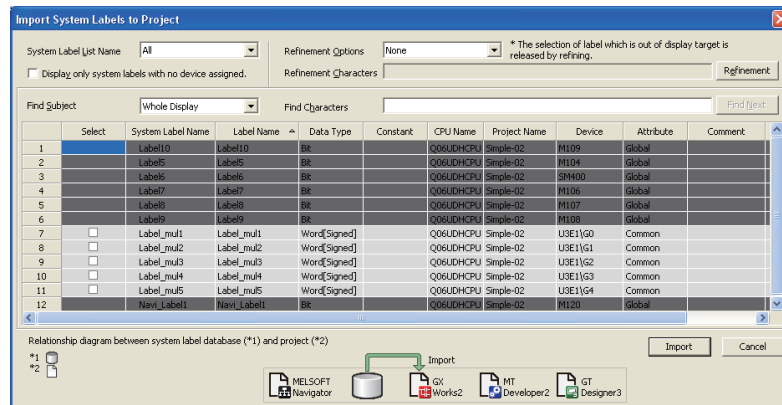 Import System Labels to Project
System Label List Name All Refinement Options None * The selection of label which is out of display target is released by refining.
Display only system labels with no device assigned. Refinement Characters Refinement
Find Subject Whole Display Find Characters Find Next
Select System Label Name Label Name Data Type Constant CPU Name Project Name Device Attribute Comment
1 Label10 Label10 Bit Q06UDHCPU Simple-02 M109 Global
2 Label5 Label5 Bit Q06UDHCPU Simple-02 M104 Global
3 Label6 Label6 Bit Q06UDHCPU Simple-02 SM400 Global
4 Label7 Label7 Bit Q06UDHCPU Simple-02 M106 Global
5 Label8 Label8 Bit Q06UDHCPU Simple-02 M107 Global
6 Label9 Label9 Bit Q06UDHCPU Simple-02 M108 Global
7 Label_mul1 Label_mul1 Word[Signed] Q06UDHCPU Simple-02 U3E1\G0 Common
8 Label_mul2 Label_mul2 Word[Signed] Q06UDHCPU Simple-02 U3E1\G1 Common
9 Label_mul3 Label_mul3 Word[Signed] Q06UDHCPU Simple-02 U3E1\G2 Common
10 Label_mul4 Label_mul4 Word[Signed] Q06UDHCPU Simple-02 U3E1\G3 Common
11 Label_mul5 Label_mul5 Word[Signed] Q06UDHCPU Simple-02 U3E1\G4 Common
12 Navi_Label1 Navi_Label1 Bit Q06UDHCPU Simple-02 M120 Global
Relationship diagram between system label database (*1) and project (*2)
Import Cancel
*1
*2
Import
MELSOFT Navigator
GX Works2
MT Developer2
GT Designer3